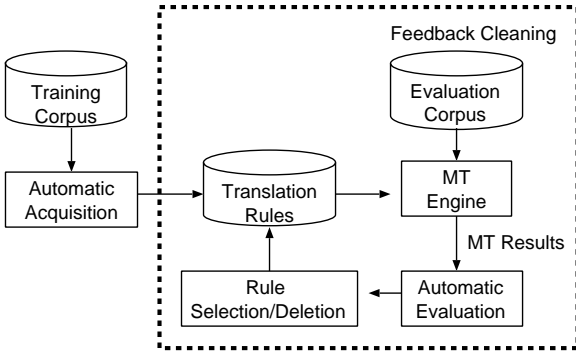 Feedback Cleaning
Training
Corpus
Evaluation
Corpus
Automatic
Acquisition
Translation
Rules
MT
Engine
MT Results
Rule
Selection/Deletion
Automatic
Evaluation